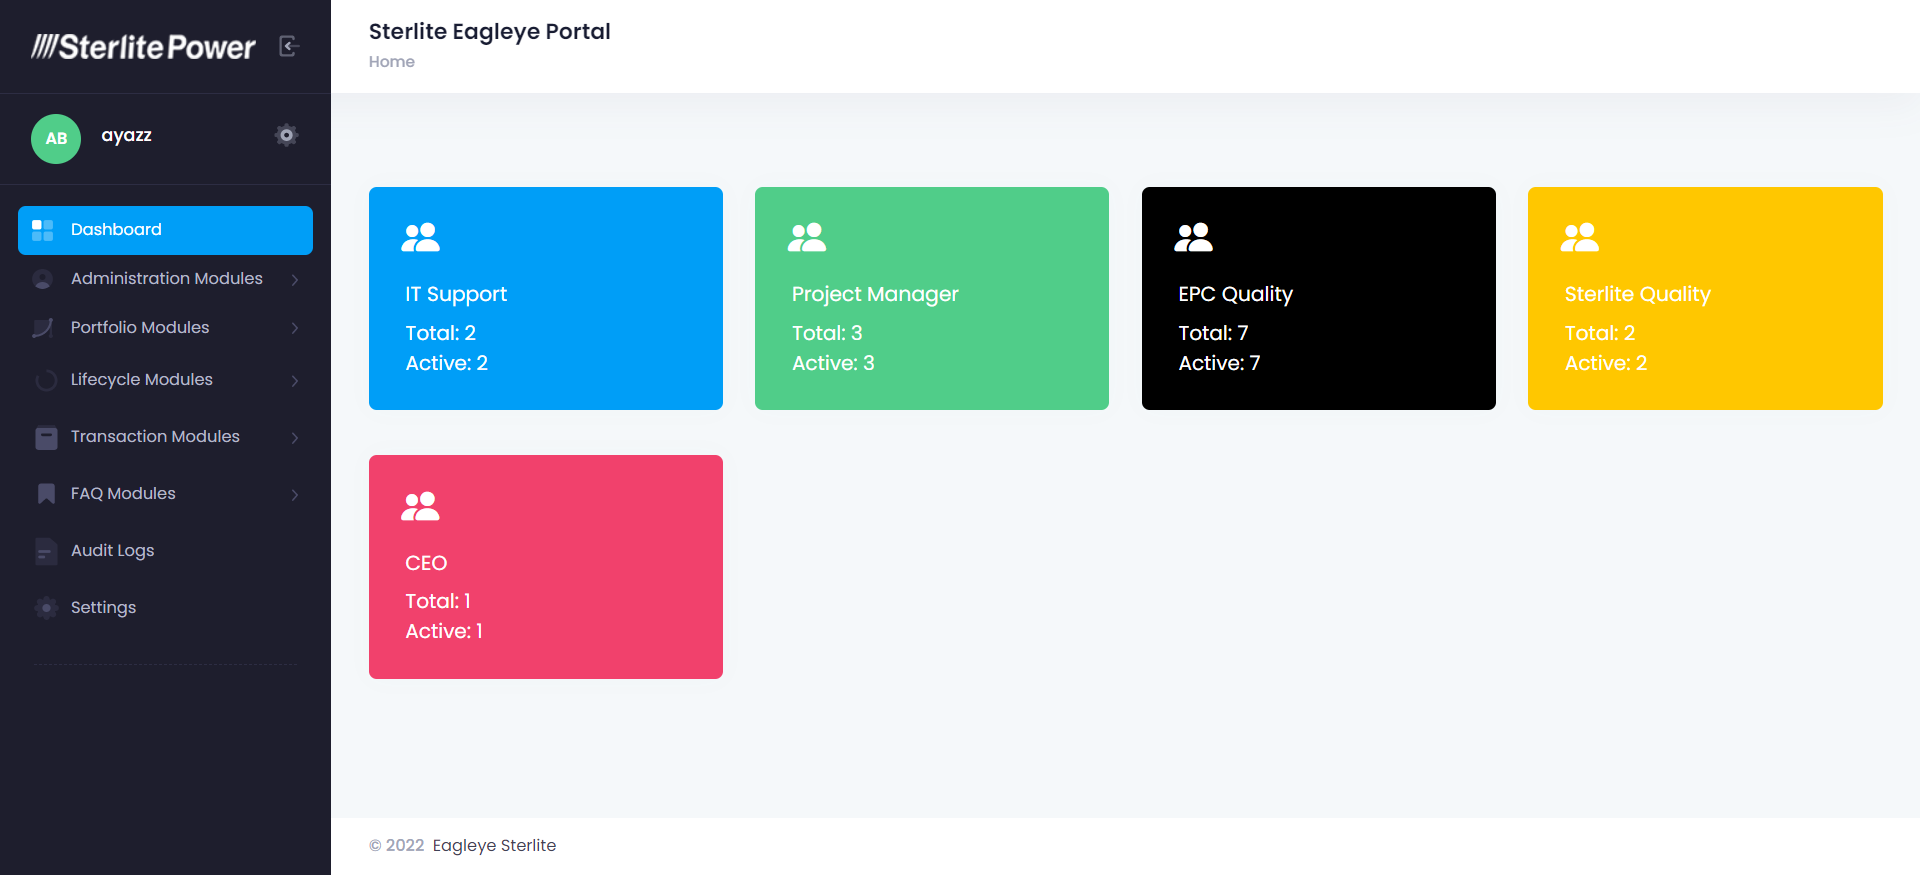 SterlitePower
AB
ayazz
Dashboard
Administration Modules
Portfolio Modules
Lifecycle Modules
Transaction Modules
FAQ Modules
Audit Logs
Settings
Sterlite Eagleye Portal
Home
IT Support
Total: 2
Active: 2
Project Manager
Total: 3
Active: 3
EPC Quality
Total: 7
Active: 7
Sterlite Quality
Total: 2
Active: 2
CEO
Total: 1
Active: 1
© 2022 Eagleye Sterlite